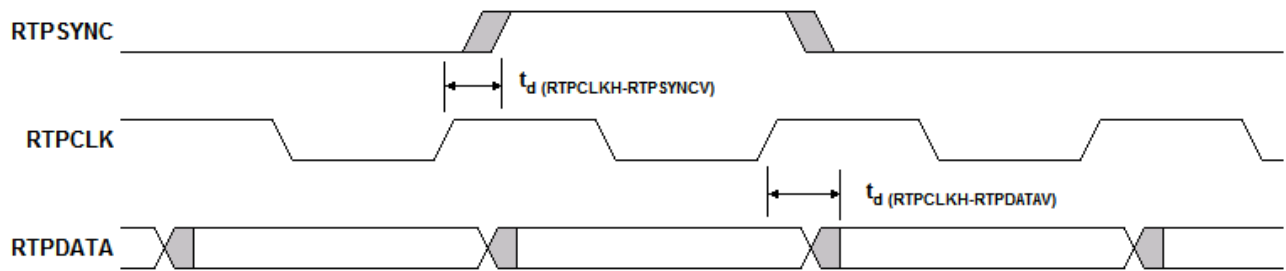 RTPSYNC
td (RTPCLKH-RTPSYNCV)
RTPCLK
td (RTPCLKH-RTPDATAV)
RTPDATA